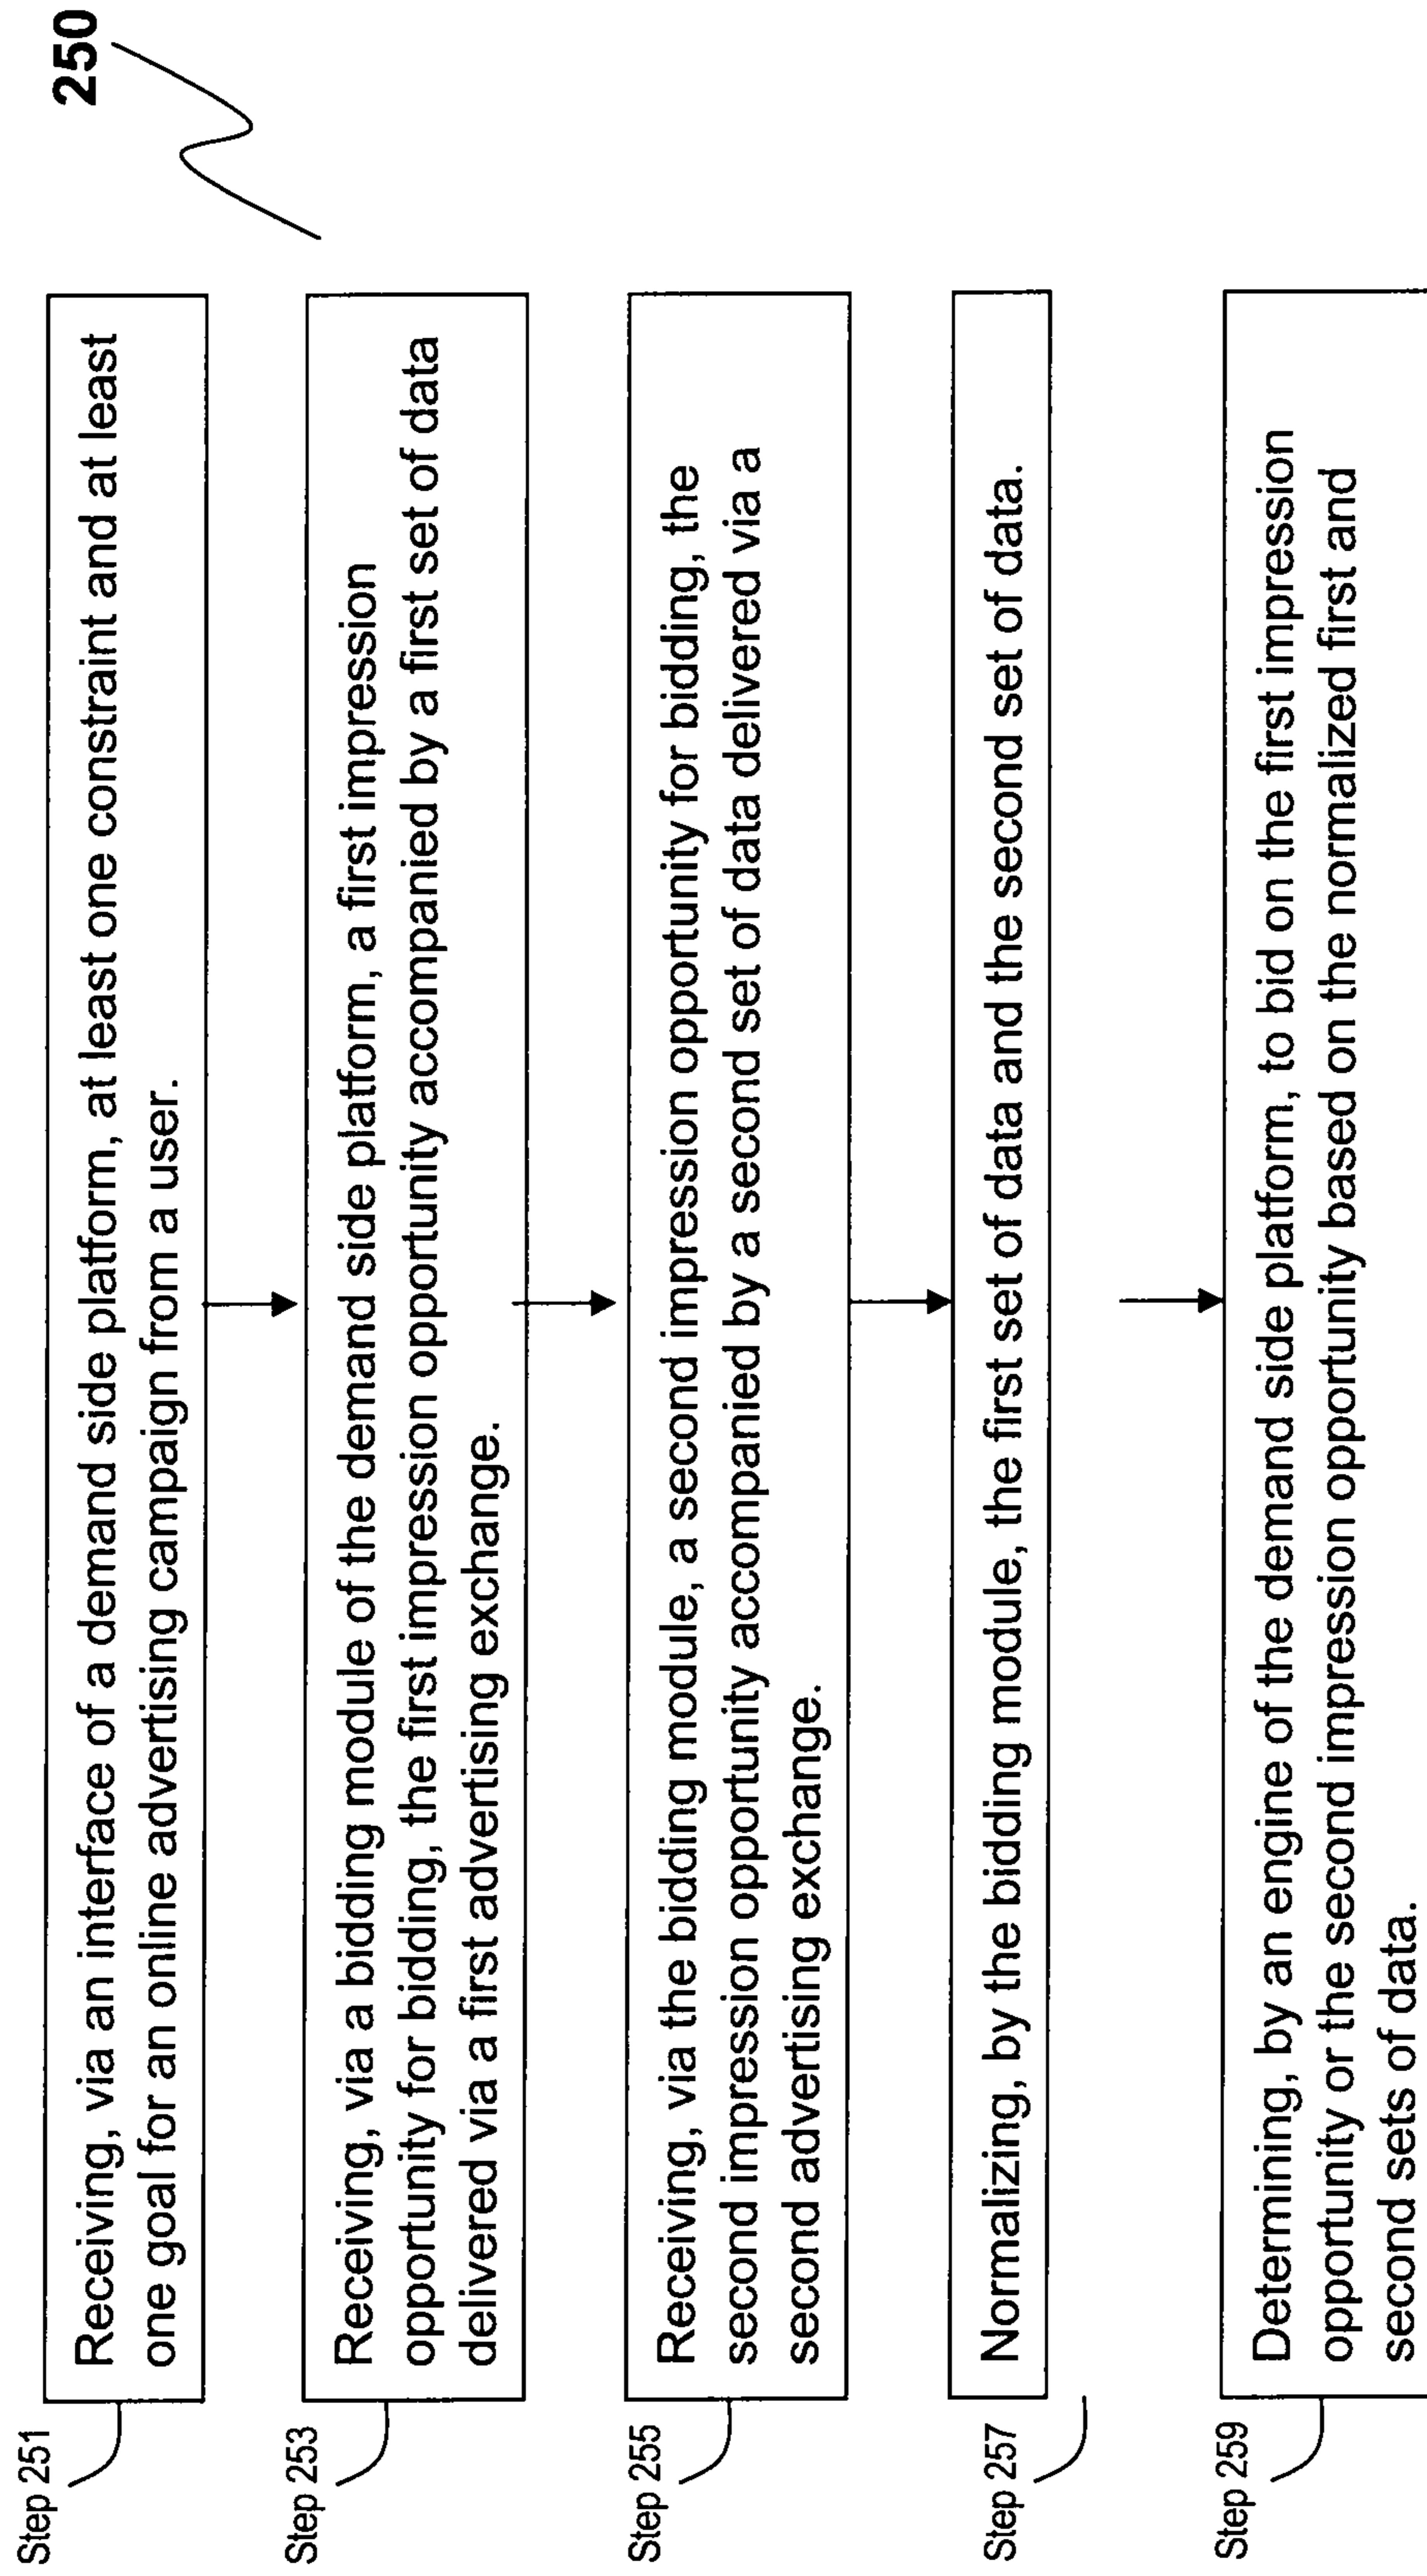 250
Step 251
Receiving, via an interface of a demand side platform, at least one constraint and at least
one goal for an online advertising campaign from a user.
Step 253
Receiving, via a bidding module of the demand side platform, a first impression
opportunity for bidding, the first impression opportunity accompanied by a first set of data
delivered via a first advertising exchange.
Step 255
Receiving, via the bidding module, a second impression opportunity for bidding, the
second impression opportunity accompanied by a second set of data delivered via a
second advertising exchange.
Step 257
Normalizing, by the bidding module, the first set of data and the second set of data.
Step 259
Determining, by an engine of the demand side platform, to bid on the first impression
opportunity or the second impression opportunity based on the normalized first and
second sets of data.